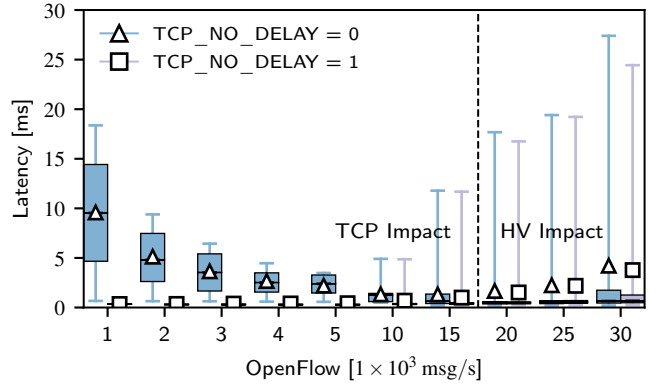 30
25
20
15
10
5
0
Latency [ms]
TCP_NO_DELAY = 0
TCP_NO_DELAY = 1
TCP Impact
HV Impact
1 2 3 4 5 10 15 20 25 30
OpenFlow [1 × 10³ msg/s]